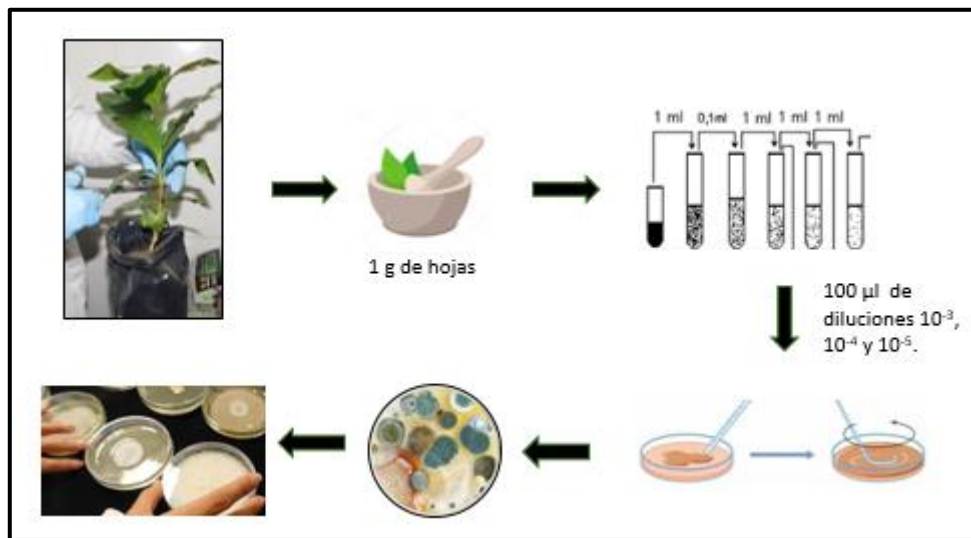 1 ml 0,1ml 1 ml 1 ml 1 ml
1 g de hojas
100 µl de
diluciones 10⁻³,
10⁻⁴ y 10⁻⁵.